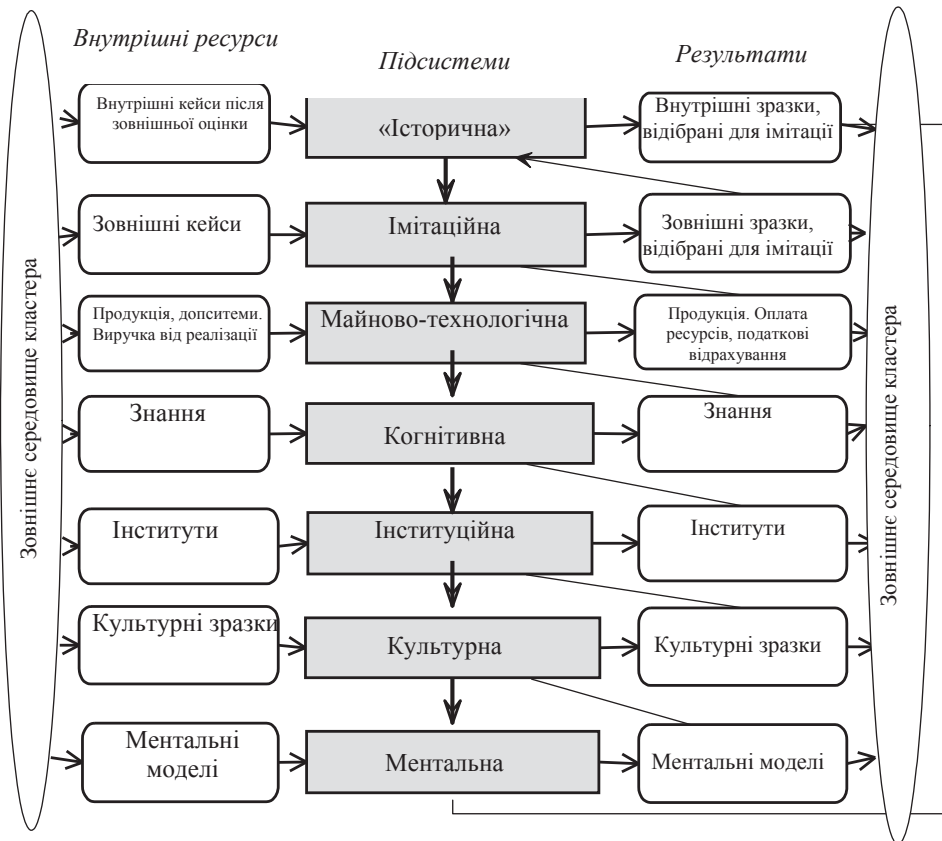 Внутрішні ресурси
Підсистеми
Результати
Зовнішнє середовище кластера
Внутрішні кейси після
зовнішньої оцінки
«Історична»
Внутрішні зразки,
відібрані для імітації
Зовнішні кейси
Імітаційна
Зовнішні зразки,
відібрані для імітації
Продукція, допситеми.
Виручка від реалізації
Майново-технологічна
Продукція. Оплата
ресурсів, податкові
відрахування
Знання
Когнітивна
Знання
Інститути
Інституційна
Інститути
Культурні зразки
Культурна
Культурні зразки
Ментальні
моделі
Ментальна
Ментальні моделі
Зовнішнє середовище кластера